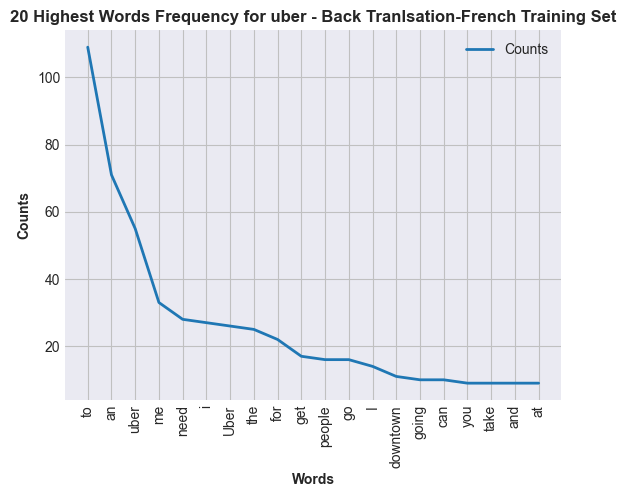 20 Highest Words Frequency for uber - Back Tranlsation-French Training Set
Counts
100
80
60
40
20
Counts
to an uber me need i Uber the for get people go I downtown going can you take and at
Words